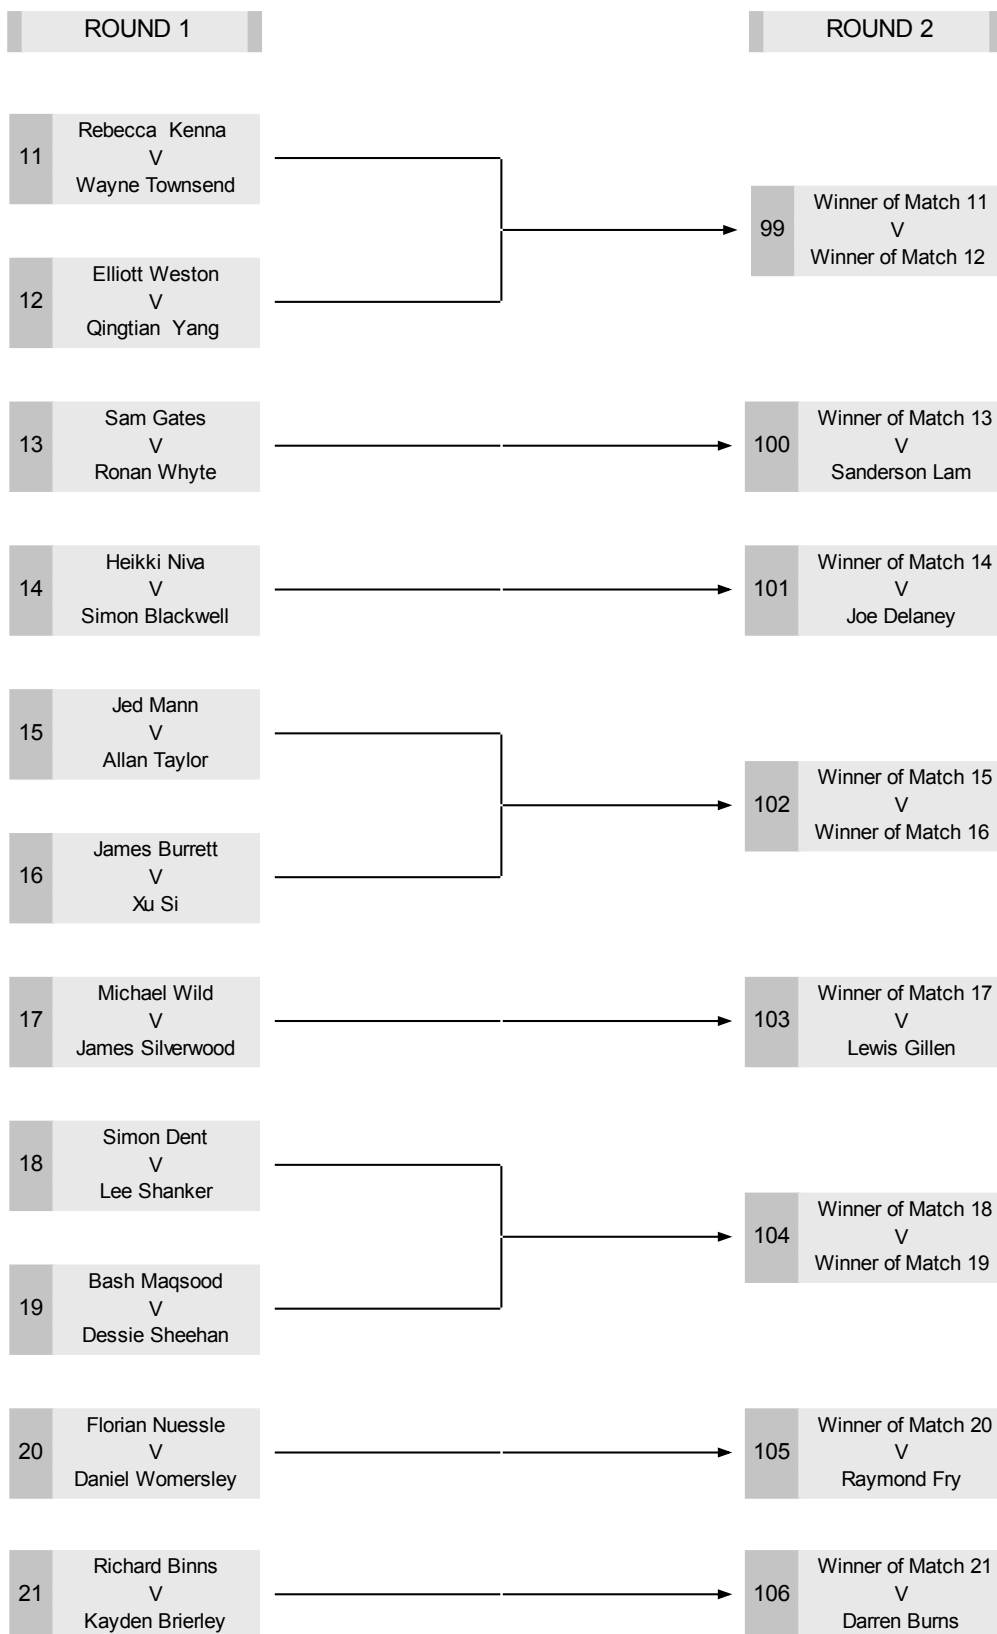 ROUND 1
ROUND 2
11
Rebecca Kenna
V
Wayne Townsend
99
Winner of Match 11
V
Winner of Match 12
12
Elliott Weston
V
Qingtian Yang
13
Sam Gates
V
Ronan Whyte
100
Winner of Match 13
V
Sanderson Lam
14
Heikki Niva
V
Simon Blackwell
101
Winner of Match 14
V
Joe Delaney
15
Jed Mann
V
Allan Taylor
102
Winner of Match 15
V
Winner of Match 16
16
James Burrett
V
Xu Si
17
Michael Wild
V
James Silverwood
103
Winner of Match 17
V
Lewis Gillen
18
Simon Dent
V
Lee Shanker
104
Winner of Match 18
V
Winner of Match 19
19
Bash Maqsood
V
Dessie Sheehan
20
Florian Nuessle
V
Daniel Womersley
105
Winner of Match 20
V
Raymond Fry
21
Richard Binns
V
Kayden Brierley
106
Winner of Match 21
V
Darren Burns